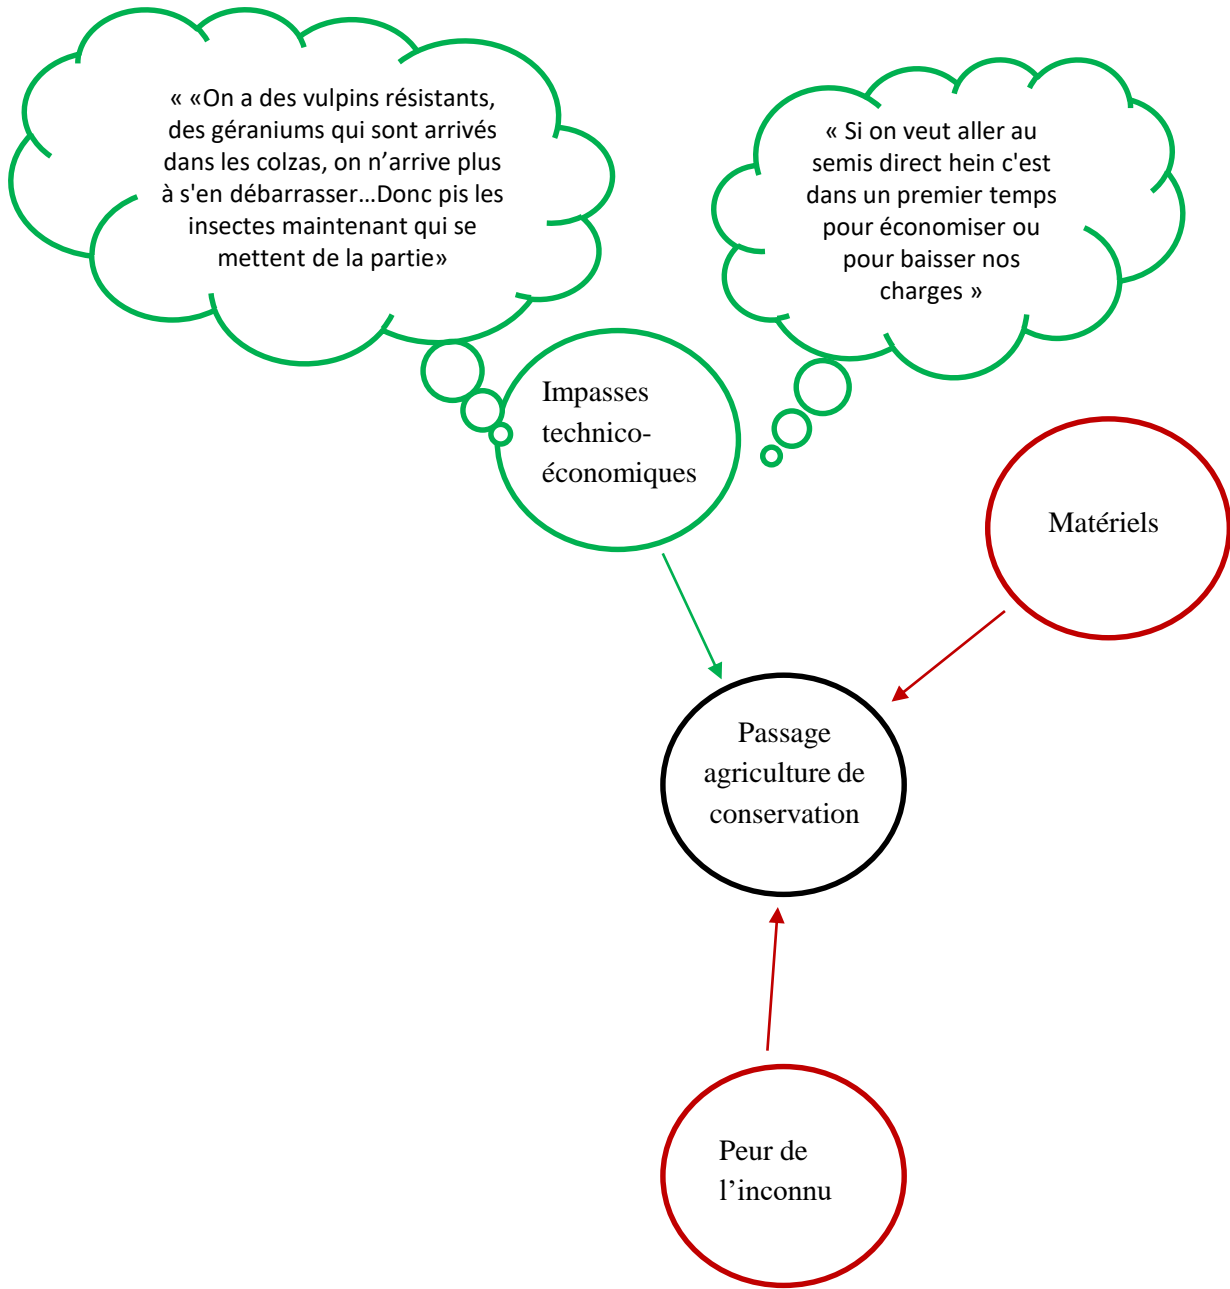 « «On a des vulpins résistants,
des géraniums qui sont arrivés
dans les colzas, on n’arrive plus
à s'en débarrasser…Donc pis les
insectes maintenant qui se
mettent de la partie»
« Si on veut aller au
semis direct hein c'est
dans un premier temps
pour économiser ou
pour baisser nos
charges »
Impasses
technico-
économiques
Matériels
Passage
agriculture de
conservation
Peur de
l’inconnu